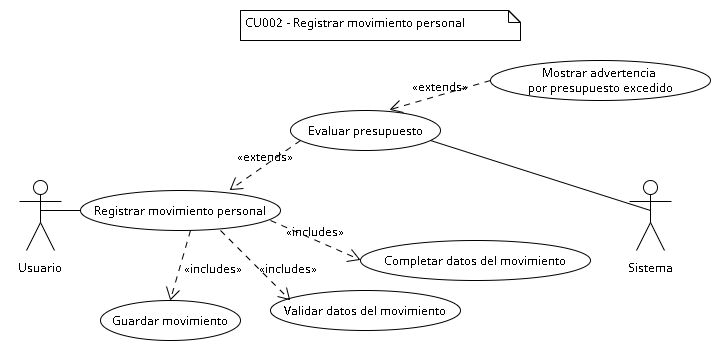 CU002 - Registrar movimiento personal
Mostrar advertencia
por presupuesto excedido
«extends»
Evaluar presupuesto
«extends»
Registrar movimiento personal
«includes»
Completar datos del movimiento
Usuario
Sistema
«includes»
«includes»
Guardar movimiento
Validar datos del movimiento